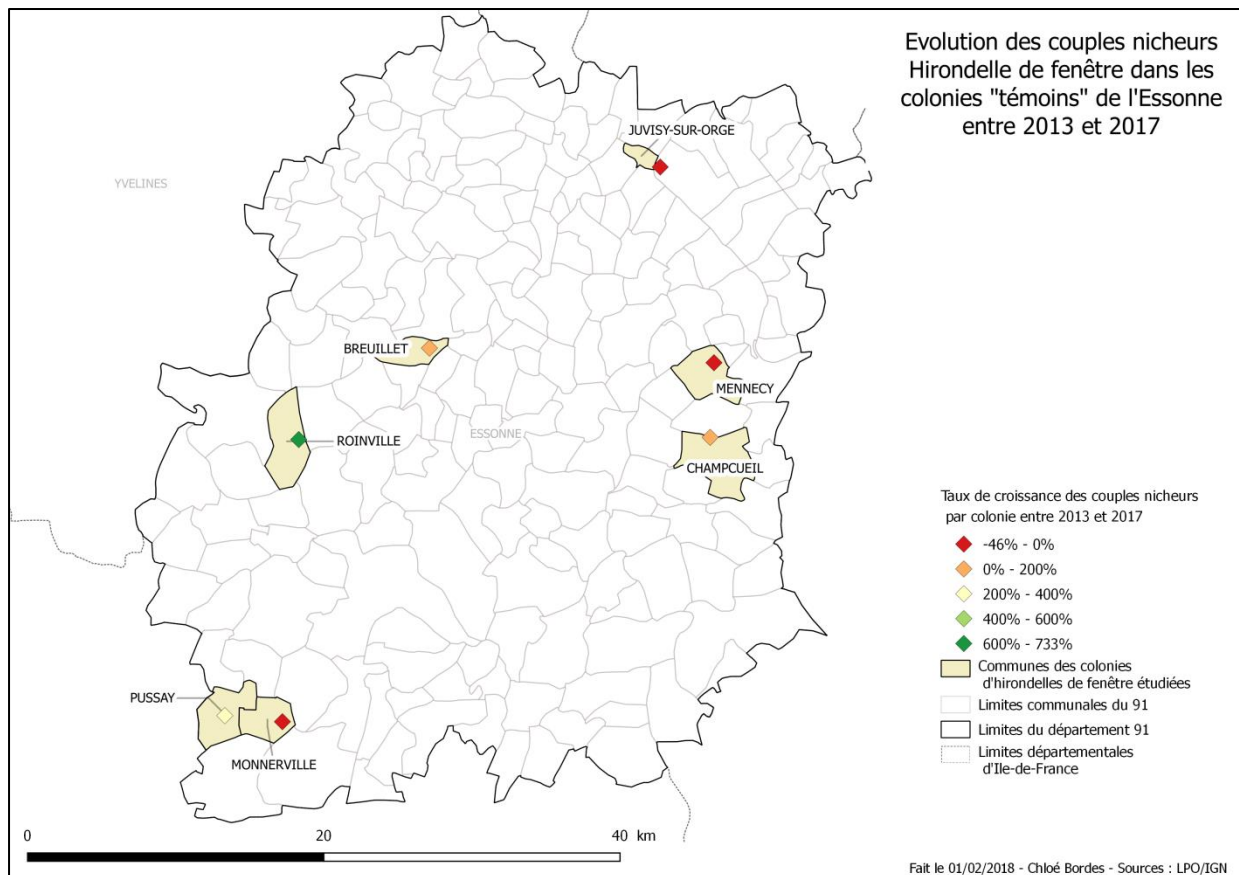 Evolution des couples nicheurs
Hirondelle de fenêtre dans les
colonies "témoins" de l'Essonne
entre 2013 et 2017
JUVISY-SUR-ORGE
YVELINES
BREUILLET
MENNECY
ROINVILLE
ESSONNE
CHAMPCUEIL
Taux de croissance des couples nicheurs
par colonie entre 2013 et 2017
-46% - 0%
0% - 200%
200% - 400%
400% - 600%
600% - 733%
Communes des colonies
d'hirondelles de fenêtre étudiées
Limites communales du 91
Limites du département 91
Limites départementales
d'Ile-de-France
PUSSAY
MONNERVILLE
0 20 40 km
Fait le 01/02/2018 - Chloé Bordes - Sources : LPO/IGN